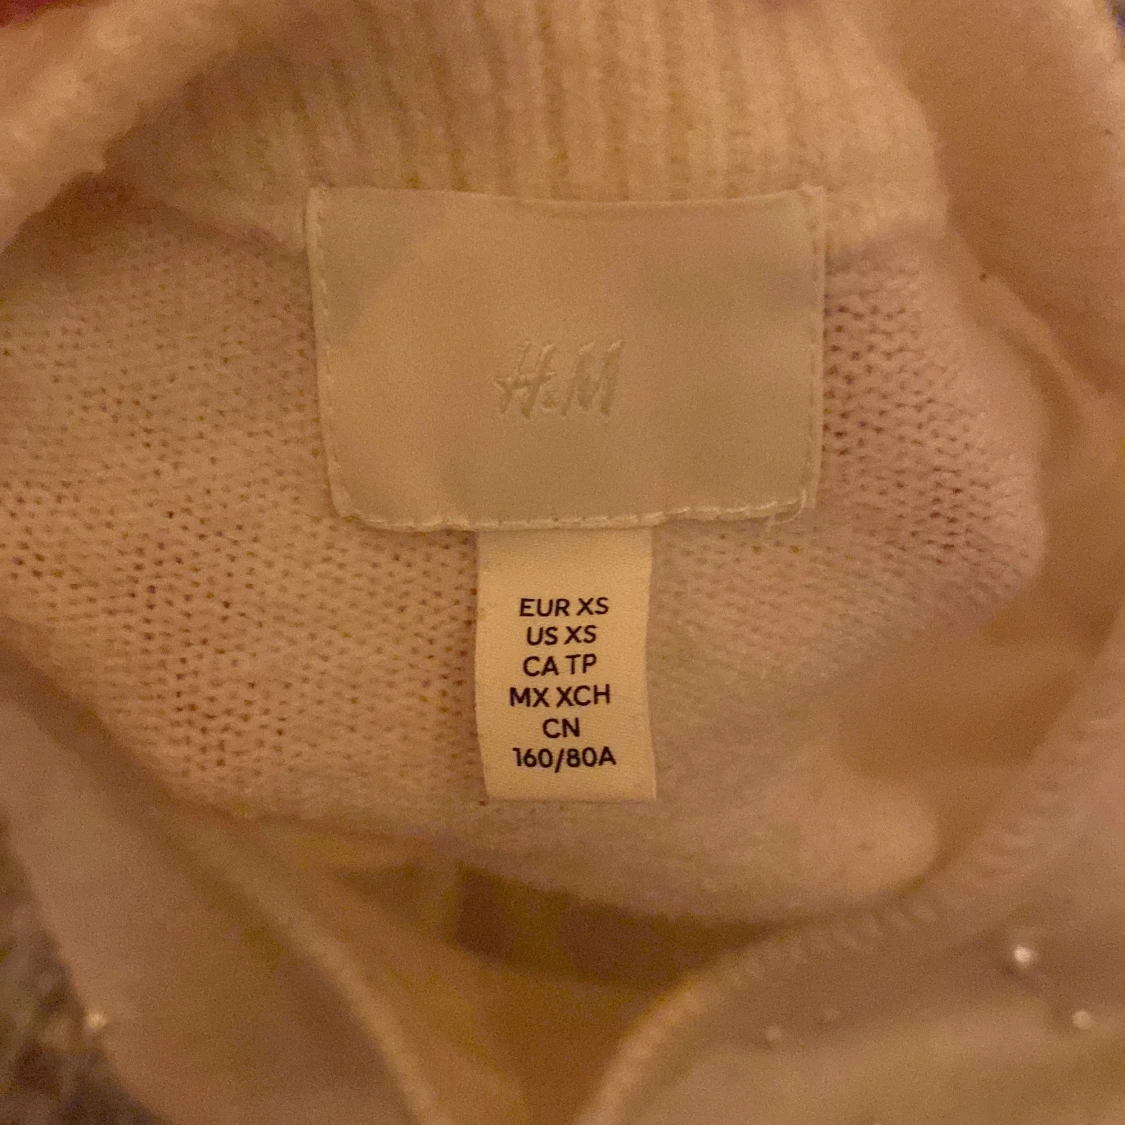 H&M
EUR XS
US XS
CA TP
MX XCH
CN
160/80A